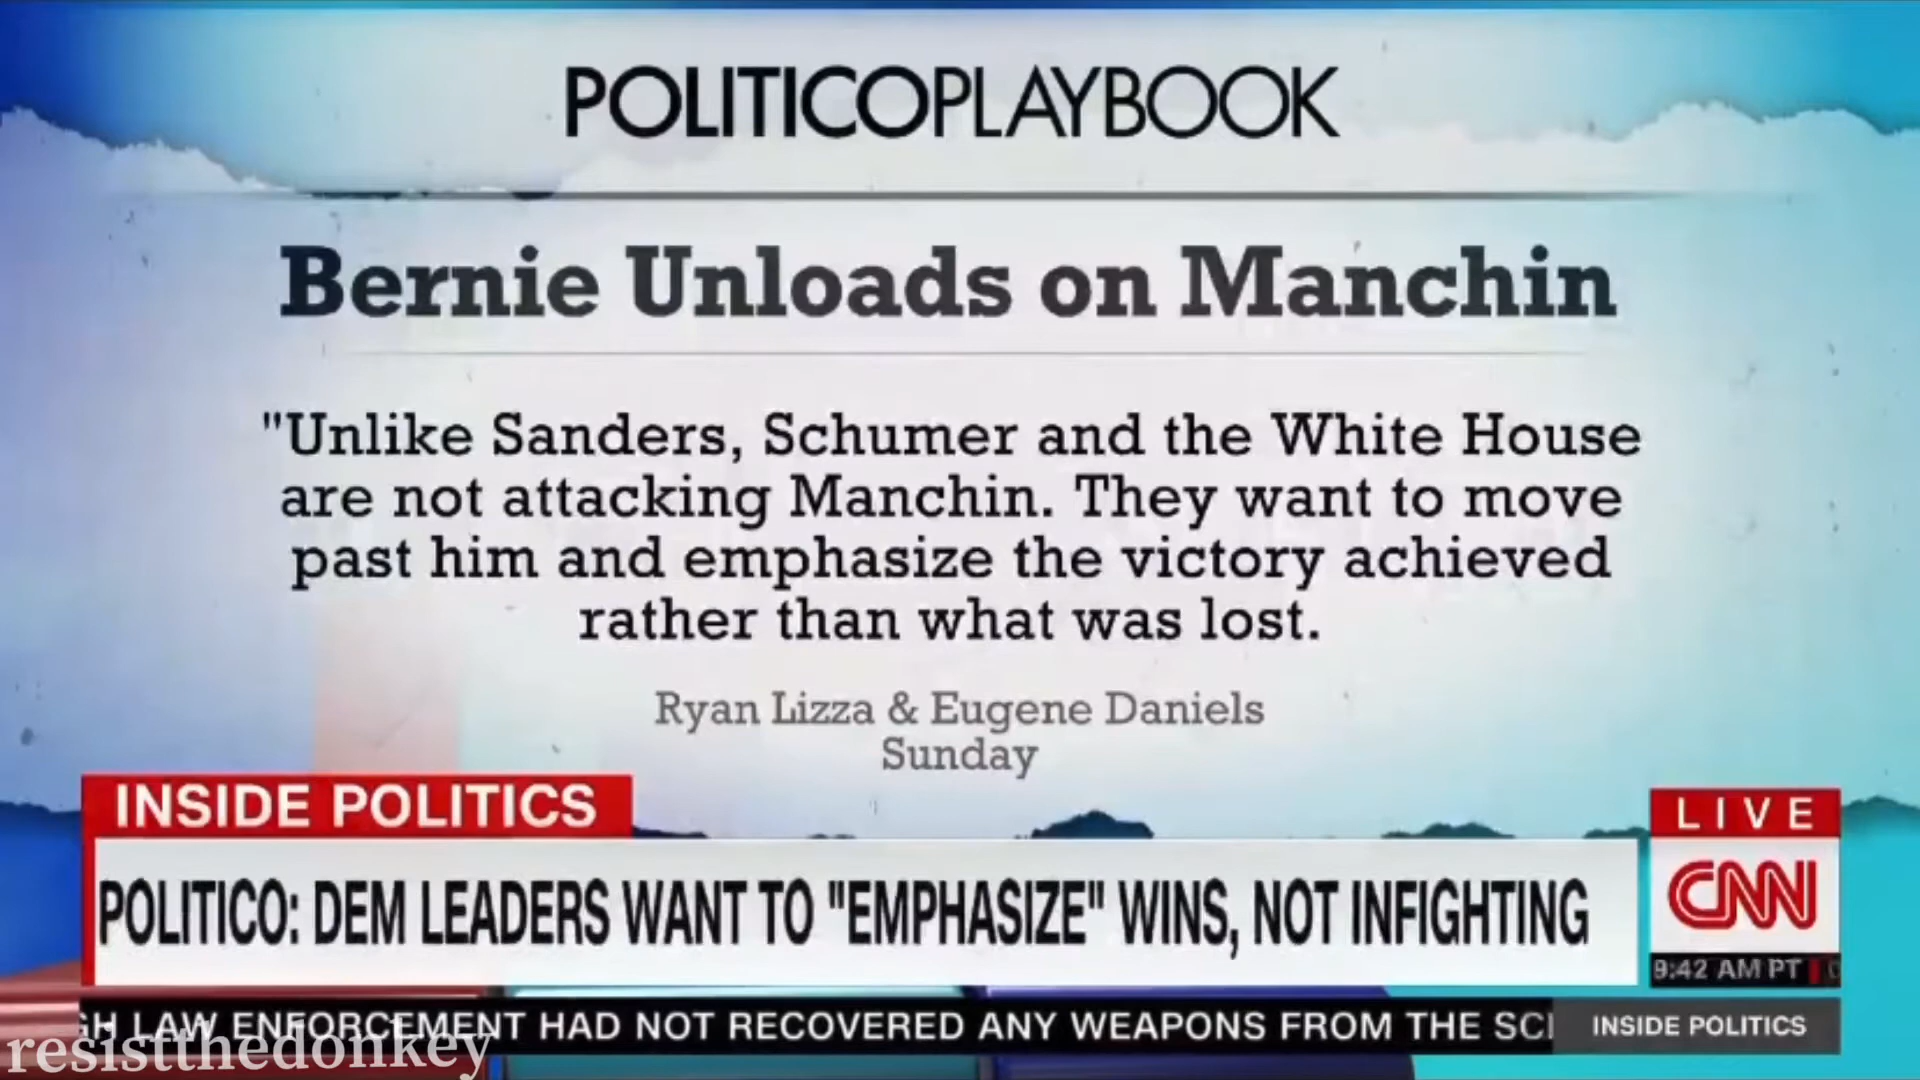 POLITICOPLAYBOOK
Bernie Unloads on Manchin
"Unlike Sanders, Schumer and the White House
are not attacking Manchin. They want to move
past him and emphasize the victory achieved
rather than what was lost.
Ryan Lizza & Eugene Daniels
Sunday
INSIDE POLITICS
LIVE
POLITICO: DEM LEADERS WANT TO "EMPHASIZE" WINS, NOT INFIGHTING
CNN
9:42 AM PT
LAW ENFORCEMENT HAD NOT RECOVERED ANY WEAPONS FROM THE
INSIDE POLITICS
resistthedonkey